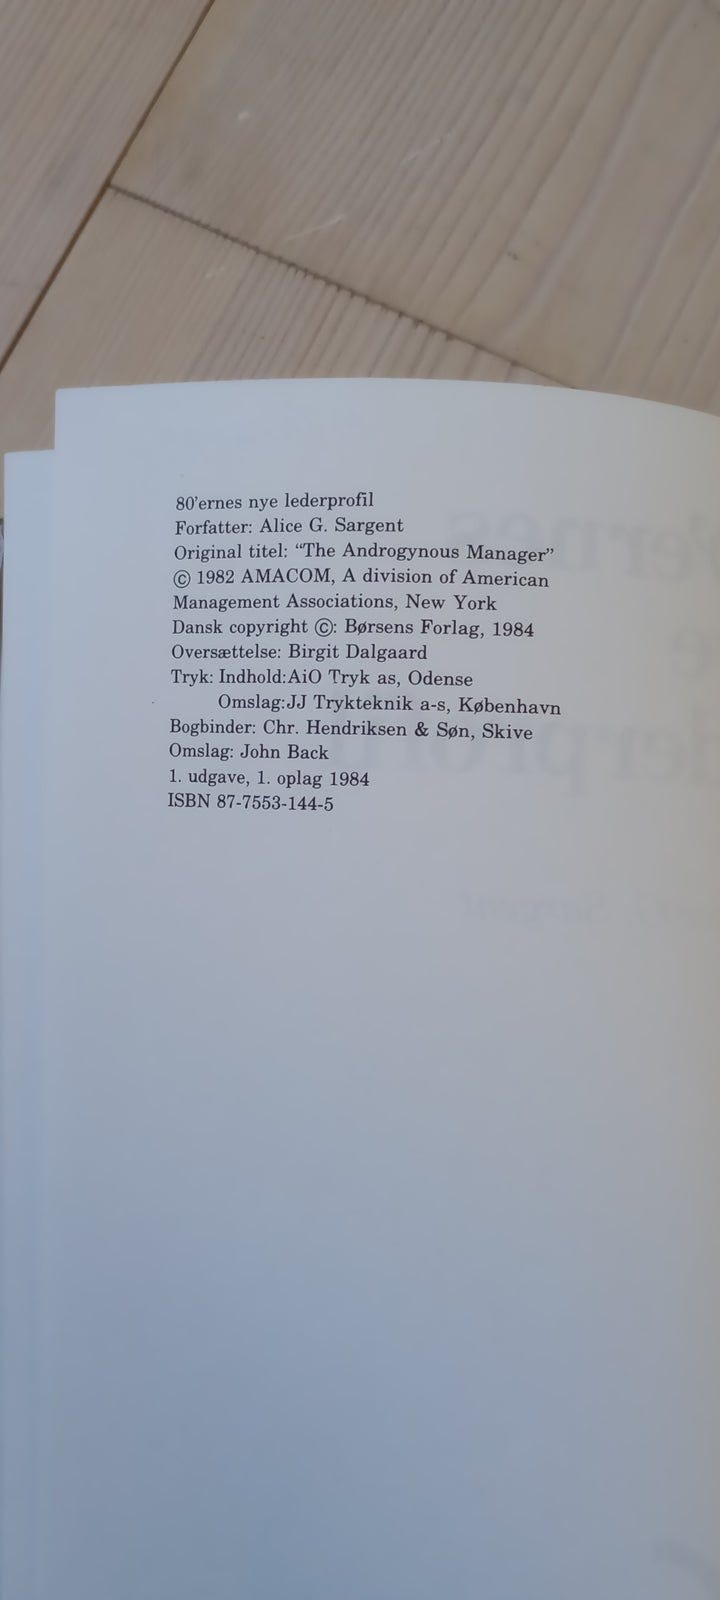 80'ernes nye lederprofil
Forfatter: Alice G. Sargent
Original titel: “The Androgynous Manager”
© 1982 AMACOM, A division of American
Management Associations, New York
Dansk copyright ©: Børsens Forlag, 1984
Oversættelse: Birgit Dalgaard
Tryk: Indhold:AiO Tryk as, Odense
Omslag:JJ Trykteknik a-s, København
Bogbinder: Chr. Hendriksen & Søn, Skive
Omslag: John Back
1. udgave, 1. oplag 1984
ISBN 87-7553-144-5